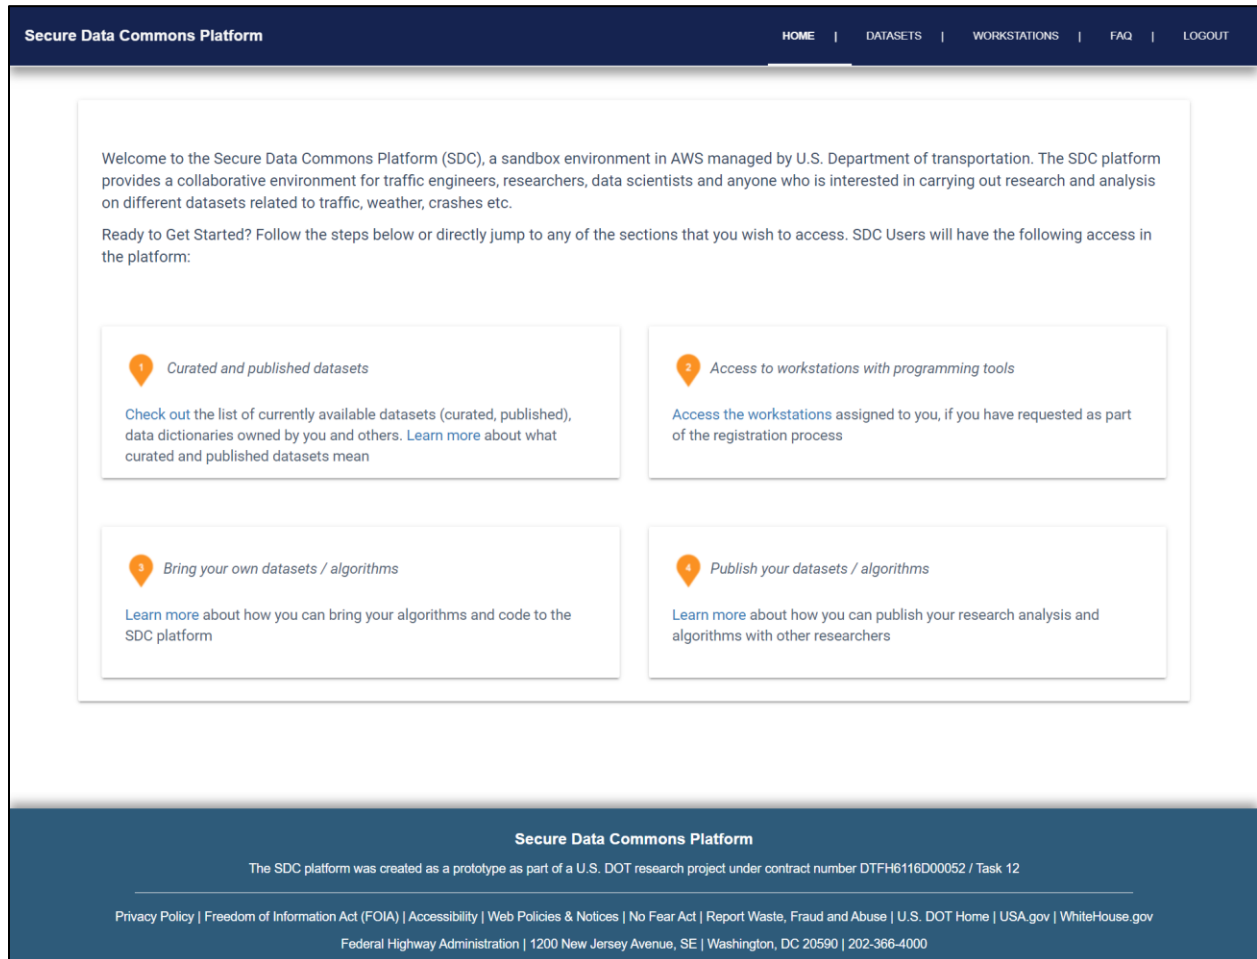 Secure Data Commons Platform
HOME | DATASETS | WORKSTATIONS | FAQ | LOGOUT
Welcome to the Secure Data Commons Platform (SDC), a sandbox environment in AWS managed by U.S. Department of transportation. The SDC platform
provides a collaborative environment for traffic engineers, researchers, data scientists and anyone who is interested in carrying out research and analysis
on different datasets related to traffic, weather, crashes etc.
Ready to Get Started? Follow the steps below or directly jump to any of the sections that you wish to access. SDC Users will have the following access in
the platform:
1 Curated and published datasets
Check out the list of currently available datasets (curated, published),
data dictionaries owned by you and others. Learn more about what
curated and published datasets mean
2 Access to workstations with programming tools
Access the workstations assigned to you, if you have requested as part
of the registration process
3 Bring your own datasets / algorithms
Learn more about how you can bring your algorithms and code to the
SDC platform
4 Publish your datasets / algorithms
Learn more about how you can publish your research analysis and
algorithms with other researchers
Secure Data Commons Platform
The SDC platform was created as a prototype as part of a U.S. DOT research project under contract number DTFH6116D00052 / Task 12
Privacy Policy | Freedom of Information Act (FOIA) | Accessibility | Web Policies & Notices | No Fear Act | Report Waste, Fraud and Abuse | U.S. DOT Home | USA.gov | WhiteHouse.gov
Federal Highway Administration | 1200 New Jersey Avenue, SE | Washington, DC 20590 | 202-366-4000